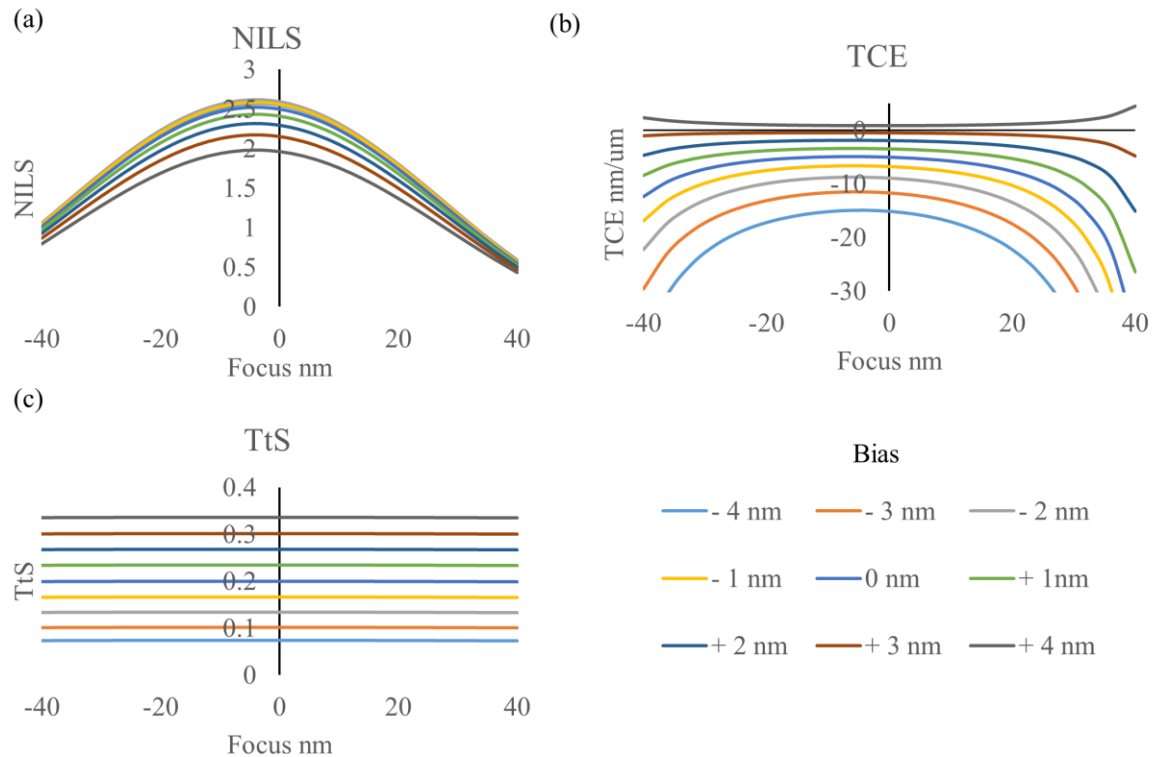 (a)
NILS
3
2.5
2
1.5
1
0.5
0
-40
-20
0
20
40
NILS
Focus nm
(b)
TCE
0
-10
-20
-30
-40
-20
0
20
40
TCE nm/um
Focus nm
(c)
TtS
0.4
0.3
0.2
0.1
0
-40
-20
0
20
40
TtS
Focus nm
Bias
- 4 nm
- 3 nm
- 2 nm
- 1 nm
0 nm
+ 1nm
+ 2 nm
+ 3 nm
+ 4 nm